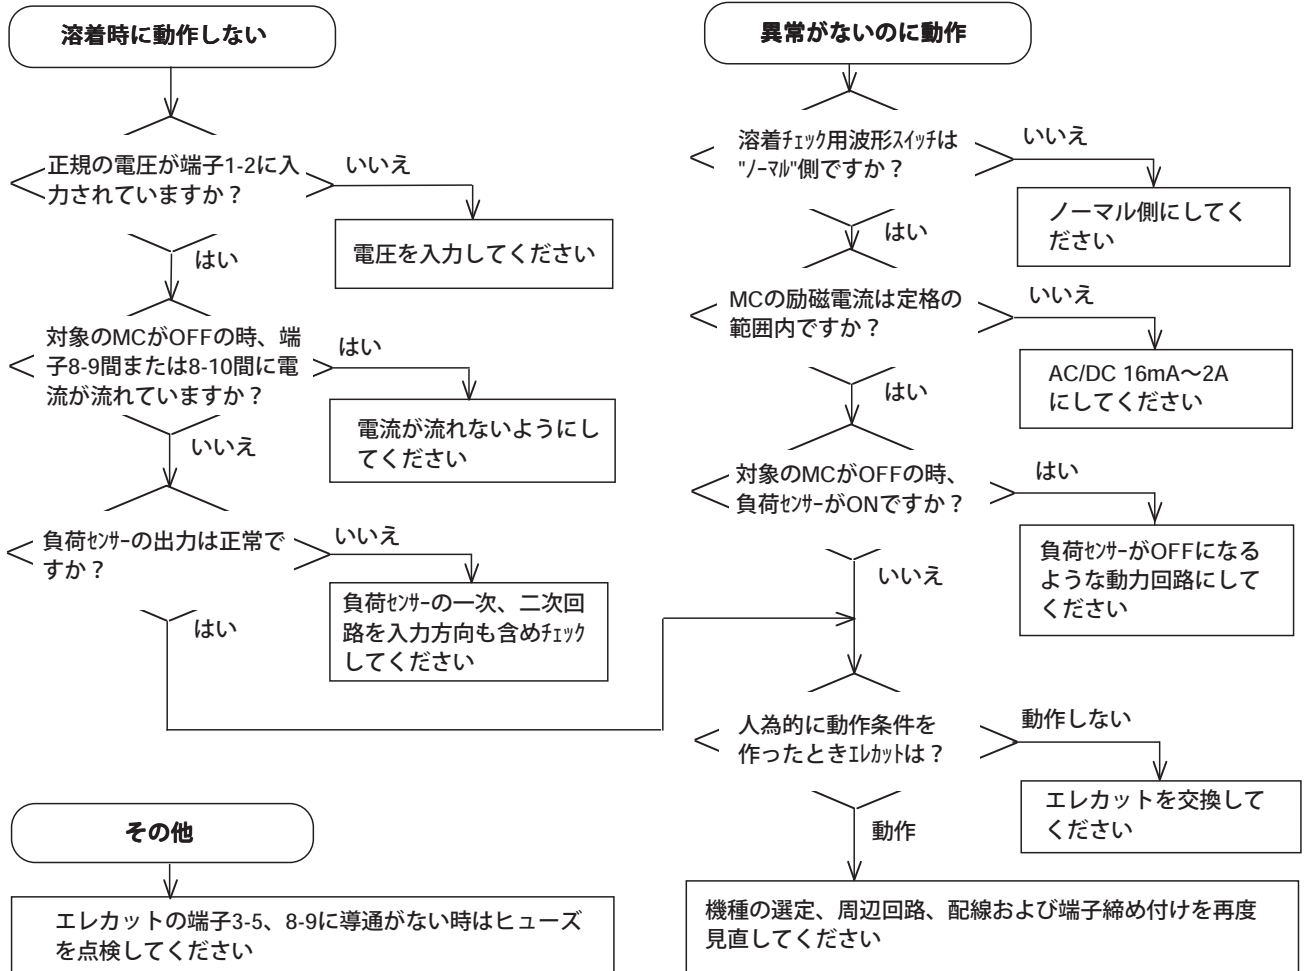 溶着時に動作しない
正規の電圧が端子1-2に入
力されていますか？
いいえ
電圧を入力してください
はい
対象のMCがOFFの時、端
子8-9間または8-10間に電
流が流れていますか？
はい
電流が流れないようにし
てください
いいえ
負荷ｾﾝｻｰの出力は正常で
すか？
いいえ
負荷ｾﾝｻｰの一次、二次回
路を入力方向も含めﾁｪｯｸ
してください
はい
異常がないのに動作
溶着ﾁｪｯｸ用波形ｽｲｯﾁは
"ﾉｰﾏﾙ"側ですか？
いいえ
ノーマル側にしてく
ださい
はい
MCの励磁電流は定格の
範囲内ですか？
いいえ
AC/DC 16mA～2A
にしてください
はい
対象のMCがOFFの時、
負荷ｾﾝｻｰがONですか？
はい
負荷ｾﾝｻｰがOFFになる
ような動力回路にして
ください
いいえ
人為的に動作条件を
作ったときｴﾚｶｯﾄは？
動作しない
エレカットを交換して
ください
動作
機種の選定、周辺回路、配線および端子締め付けを再度
見直してください
その他
エレカットの端子3-5、8-9に導通がない時はヒューズ
を点検してください